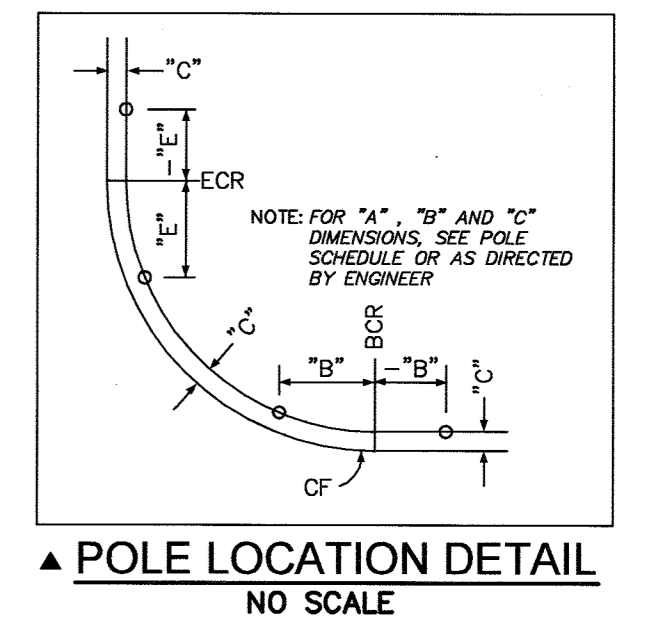 "C"
—"E"
ECR
"E"
NOTE: FOR "A" , "B" AND "C"
DIMENSIONS, SEE POLE
SCHEDULE OR AS DIRECTED
BY ENGINEER
"C"
BCR
"B"
—"B"
"C"
CF
▲ POLE LOCATION DETAIL
NO SCALE